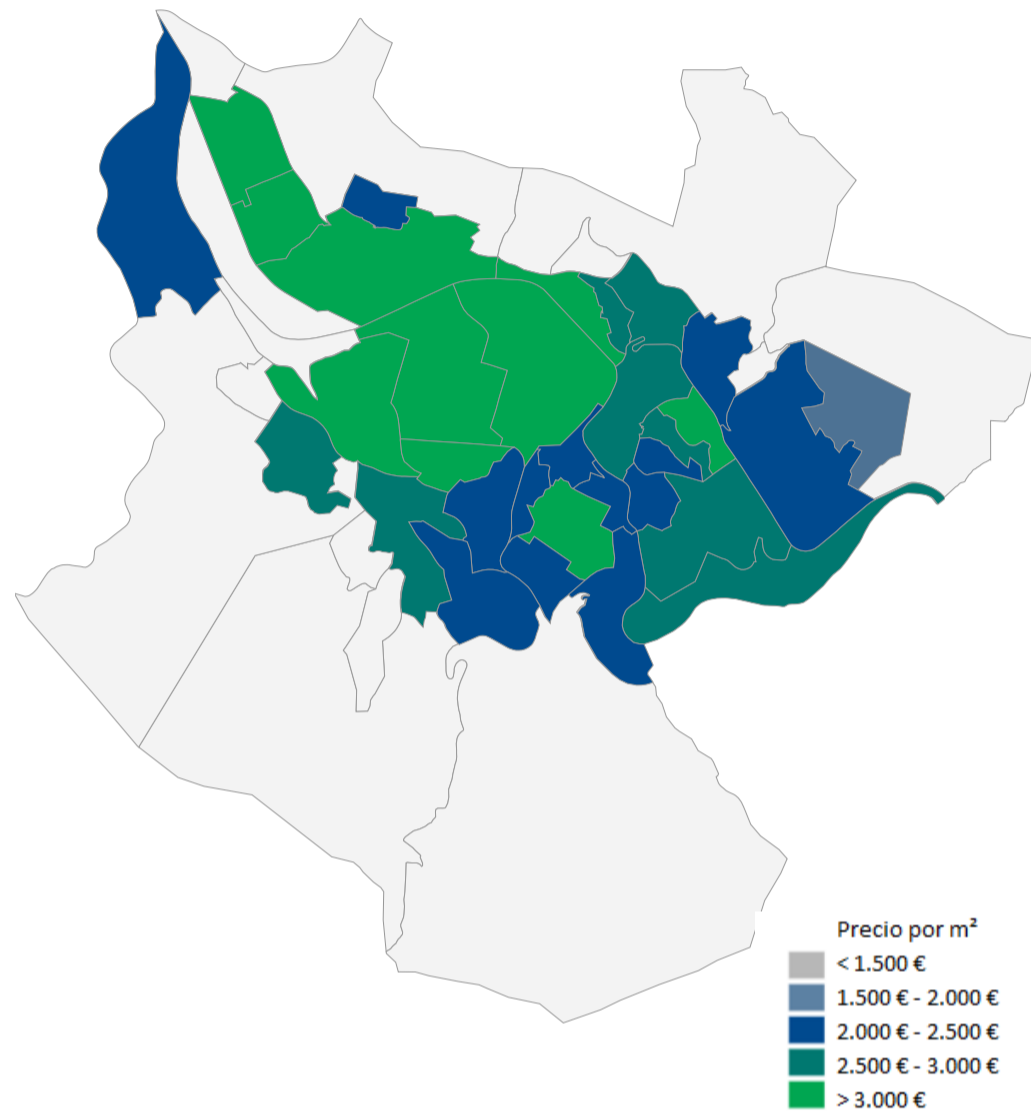 Precio por m²
< 1.500 €
1.500 € - 2.000 €
2.000 € - 2.500 €
2.500 € - 3.000 €
> 3.000 €